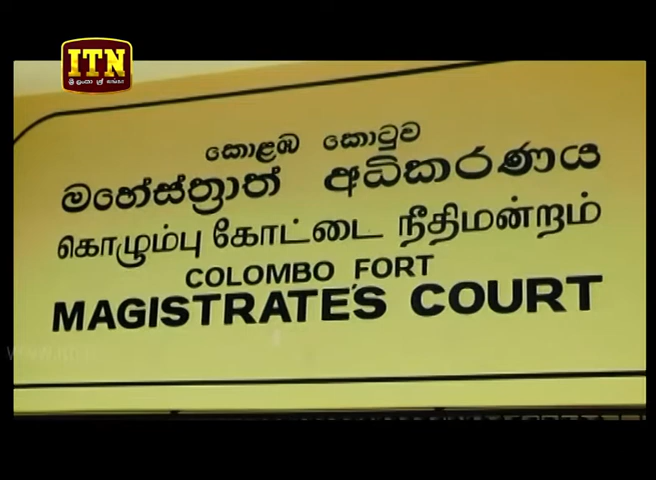 ITN
කොළඹ කොටුව
මහේස්ත්‍රාත් අධිකරණය
கொழும்பு கோட்டை நீதிமன்றம்
COLOMBO FORT
MAGISTRATE'S COURT